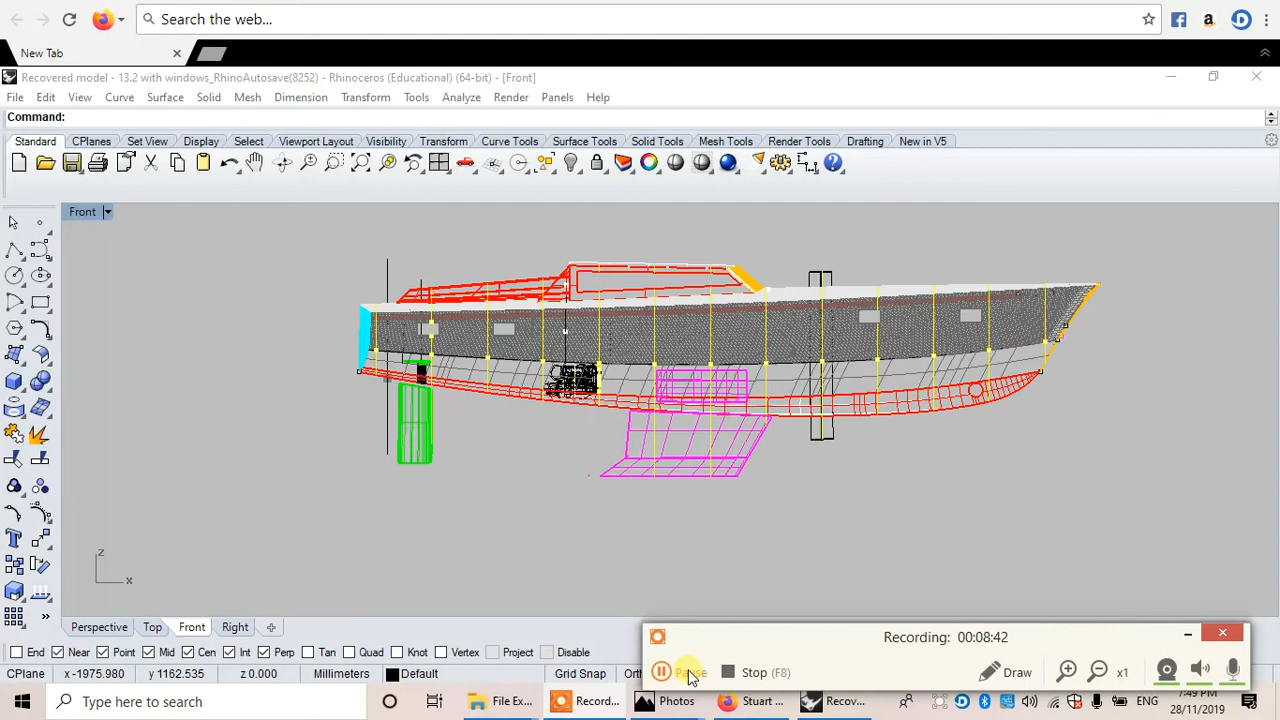 Search the web...
New Tab
Recovered model - 13.2 with windows_RhinoAutosave(8252) - Rhinoceros (Educational) (64-bit) - [Front]
File Edit View Curve Surface Solid Mesh Dimension Transform Tools Analyze Render Panels Help
Command:
Standard CPlanes Set View Display Select Viewport Layout Visibility Transform Curve Tools Surface Tools Solid Tools Mesh Tools Render Tools Drafting New in V5
Front
z
x
Perspective Top Front Right
Recording: 00:08:42
End Near Point Mid Cen Int Perp Tan Quad Knot Vertex Project Disable
Pause Stop (F8) Draw x1
CPlane x -1975.980 y 1162.535 z 0.000 Millimeters Default Grid Snap
Type here to search
File Ex... Record... Photos Stuart ... Recov... ENG
7:49 PM
28/11/2019